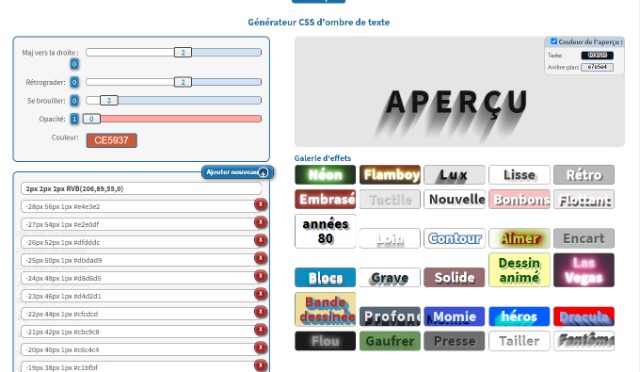 Générateur CSS d'ombre de texte
Maj vers la droite :
2
0
Rétrograder:
0
2
Se brouiller:
0
2
Opacité:
1
0
Couleur:
CE5937
Ajouter nouveau
2px 2px 2px RVB(206,89,55,0)
-28px 56px 1px #e4e3e2
-27px 54px 1px #e2e0df
-26px 52px 1px #dfdddc
-25px 50px 1px #dbdad9
-24px 48px 1px #d8d6d5
-23px 46px 1px #d4d2d1
-22px 44px 1px #cfcdcd
-21px 42px 1px #cbc9c8
-20px 40px 1px #c6c4c4
-19px 38px 1px #c1bfbf
Couleur de l'aperçu :
Texte:
Arrière-plan:
e7e5e4
APERÇU
Galerie d'effets
Néon
Flamboy
Lux
Lisse
Rétro
Embrasé
Tactile
Nouvelle
Bonbons
Flottant
années 80
Loin
Contour
Aimer
Encart
Blocs
Grave
Solide
Dessin animé
Las Vegas
Bande dessinée
Profond
Momie
héros
Dracula
Flou
Gaufrer
Presse
Tailler
Fantôme